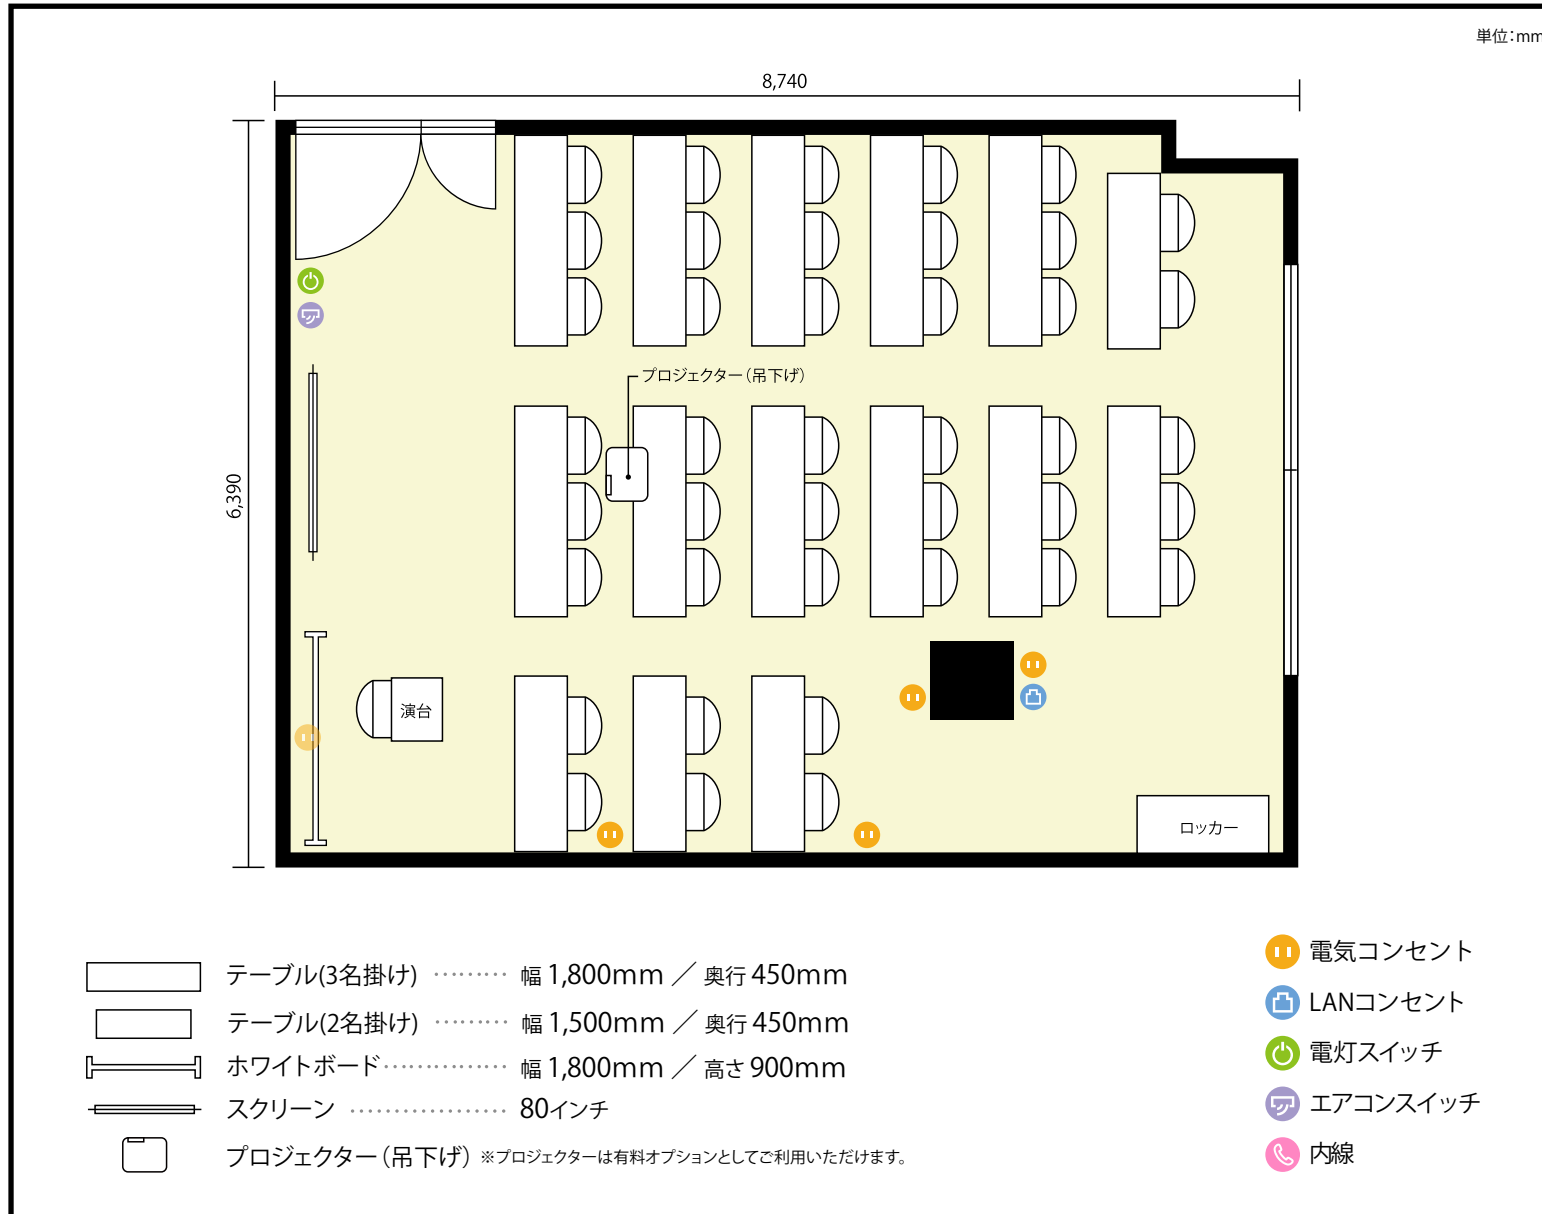 単位:mm
8,740
プロジェクター(吊下げ)
6,390
演台
ロッカー
テーブル(3名掛け) ········· 幅 1,800mm / 奥行 450mm
テーブル(2名掛け) ········· 幅 1,500mm / 奥行 450mm
ホワイトボード··············· 幅 1,800mm / 高さ 900mm
スクリーン ··················· 80インチ
プロジェクター(吊下げ) ※プロジェクターは有料オプションとしてご利用いただけます。
電気コンセント
LANコンセント
電灯スイッチ
エアコンスイッチ
内線